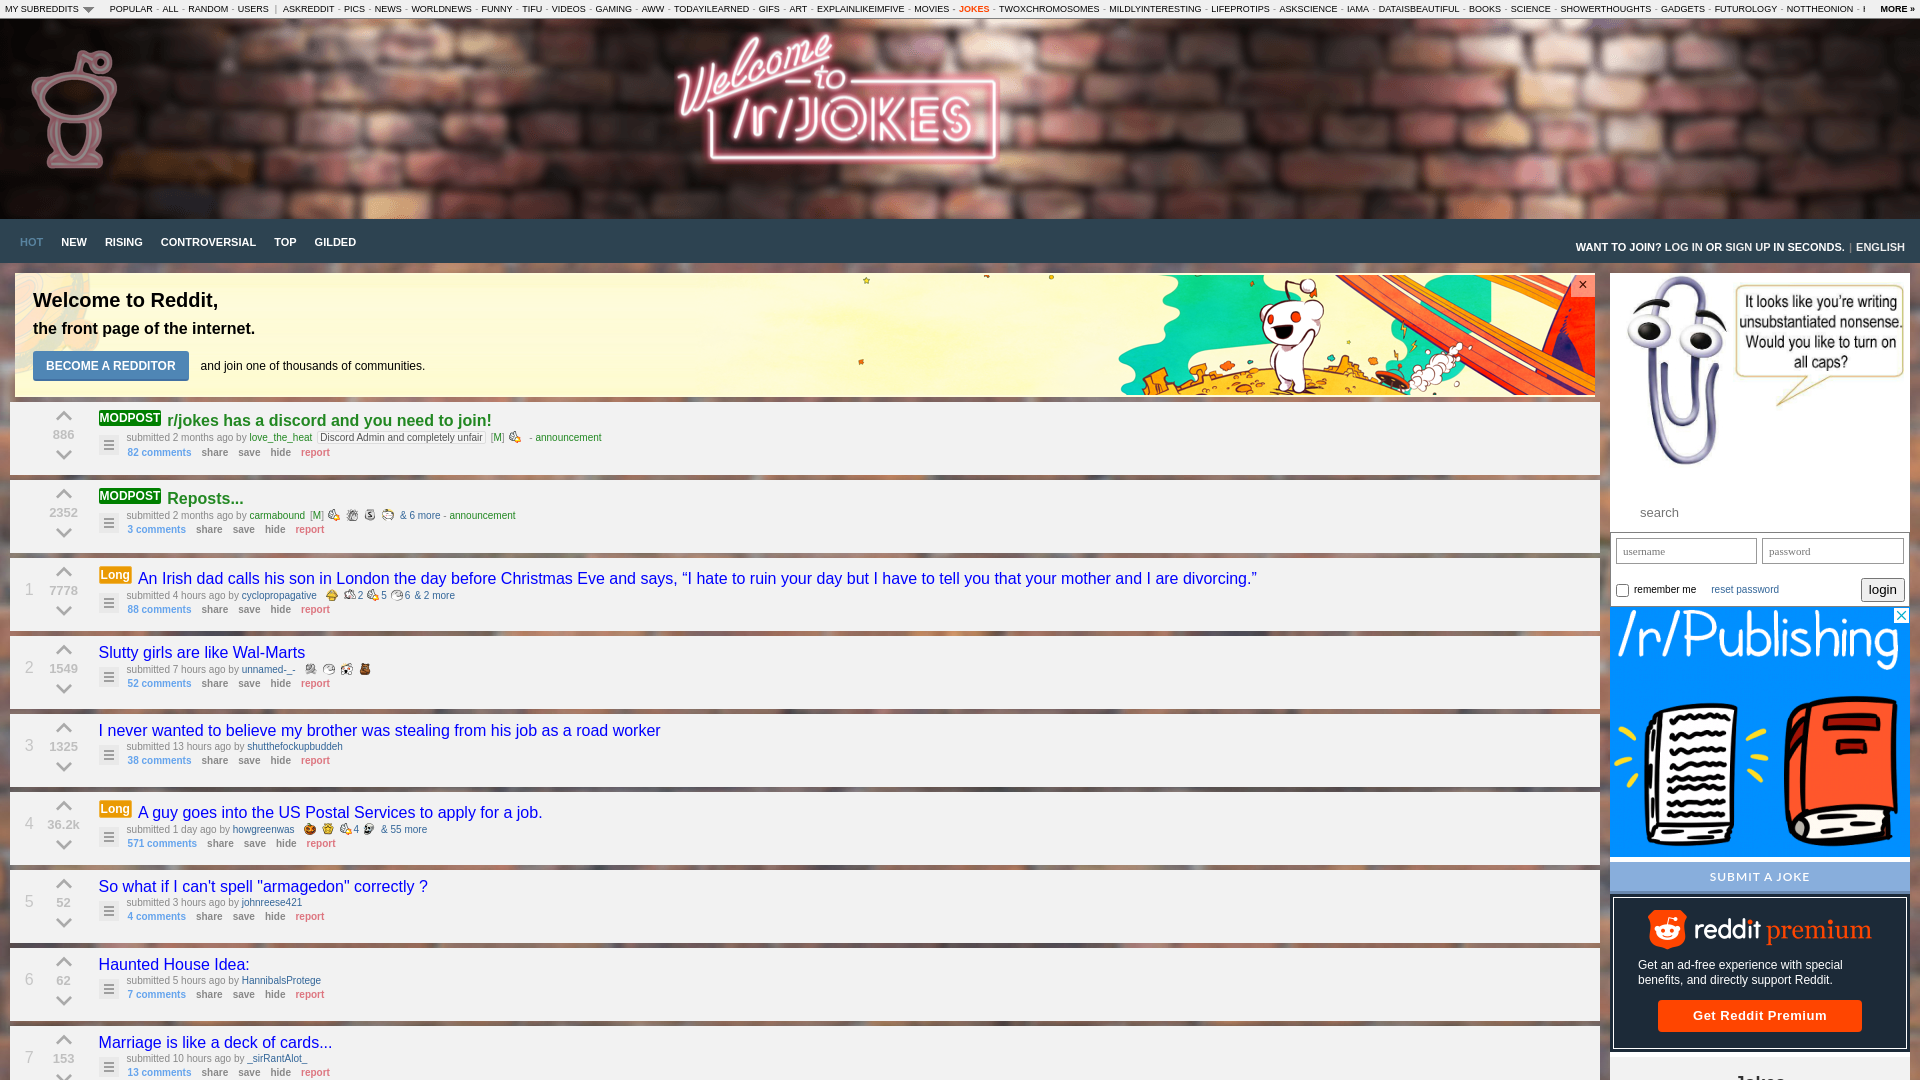 MY SUBREDDITS POPULAR - ALL - RANDOM - USERS | ASKREDDIT - PICS - NEWS - WORLDNEWS - FUNNY - TIFU - VIDEOS - GAMING - AWW - TODAYILEARNED - GIFS - ART - EXPLAINLIKEIMFIVE - MOVIES - JOKES - TWOXCHROMOSOMES - MILDLYINTERESTING - LIFEPROTIPS - ASKSCIENCE - IAMA - DATAISBEAUTIFUL - BOOKS - SCIENCE - SHOWERTHOUGHTS - GADGETS - FUTUROLOGY - NOTTHEONION - MORE »
Welcome
to
/r/JOKES
HOT NEW RISING CONTROVERSIAL TOP GILDED
WANT TO JOIN? LOG IN OR SIGN UP IN SECONDS. | ENGLISH
Welcome to Reddit,
the front page of the internet.
BECOME A REDDITOR and join one of thousands of communities.
×
MODPOST r/jokes has a discord and you need to join!
886
submitted 2 months ago by love_the_heat Discord Admin and completely unfair [M] - announcement
82 comments share save hide report
MODPOST Reposts...
2352
submitted 2 months ago by carmabound [M] & 6 more - announcement
3 comments share save hide report
Long An Irish dad calls his son in London the day before Christmas Eve and says, “I hate to ruin your day but I have to tell you that your mother and I are divorcing.”
1 7778
submitted 4 hours ago by cyclopropagative 2 5 6 & 2 more
88 comments share save hide report
Slutty girls are like Wal-Marts
2 1549
submitted 7 hours ago by unnamed-_-
52 comments share save hide report
I never wanted to believe my brother was stealing from his job as a road worker
3 1325
submitted 13 hours ago by shutthefockupbuddeh
38 comments share save hide report
Long A guy goes into the US Postal Services to apply for a job.
4 36.2k
submitted 1 day ago by howgreenwas 4 & 55 more
571 comments share save hide report
So what if I can't spell "armagedon" correctly ?
5 52
submitted 3 hours ago by johnreese421
4 comments share save hide report
Haunted House Idea:
6 62
submitted 5 hours ago by HannibalsProtege
7 comments share save hide report
Marriage is like a deck of cards...
7 153
submitted 10 hours ago by _sirRantAlot_
13 comments share save hide report
It looks like you're writing
unsubstantiated nonsense.
Would you like to turn on
all caps?
search
username password
remember me reset password login
/r/Publishing
SUBMIT A JOKE
reddit premium
Get an ad-free experience with special
benefits, and directly support Reddit.
Get Reddit Premium